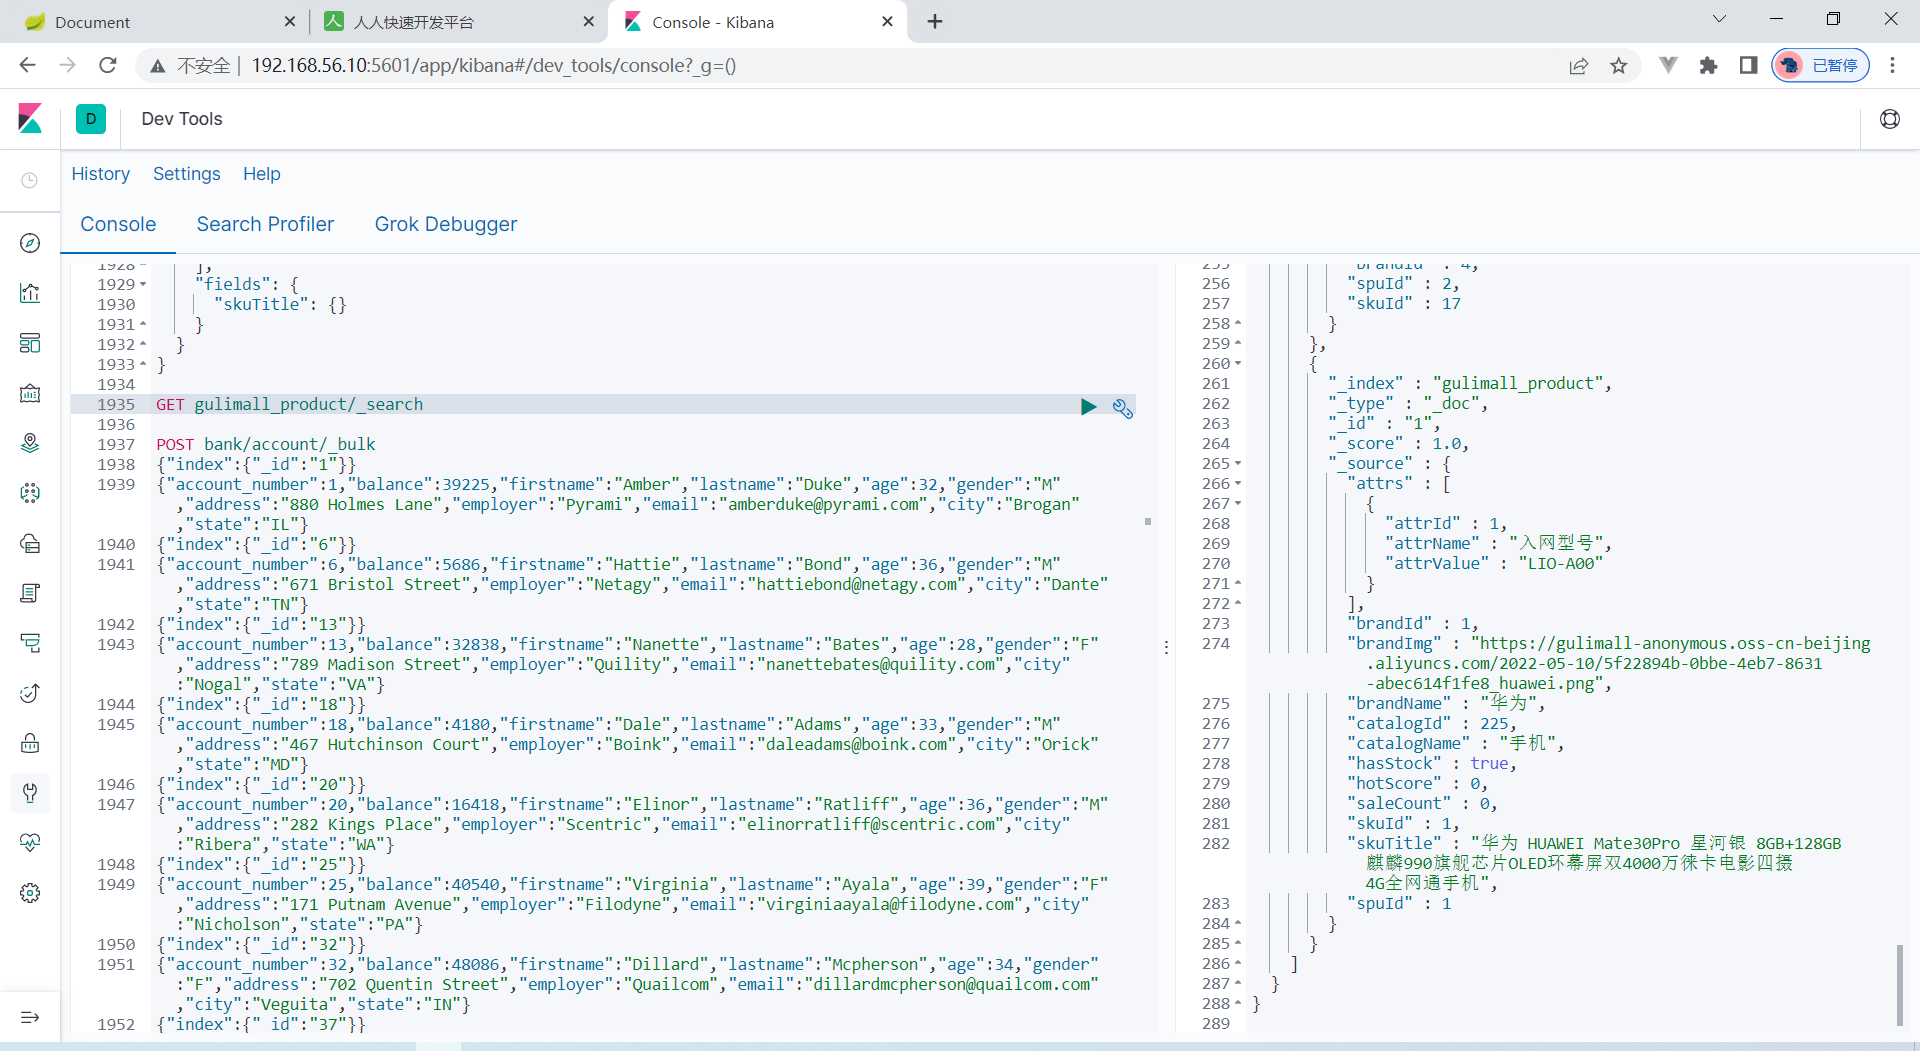 Document
人人快速开发平台
Console - Kibana
不安全 | 192.168.56.10:5601/app/kibana#/dev_tools/console?_g=()
已暂停
D
Dev Tools
History Settings Help
Console Search Profiler Grok Debugger
1928 ],
1929 "fields": {
1930 "skuTitle": {}
1931 }
1932 }
1933 }
1934
1935 GET gulimall_product/_search
1936
1937 POST bank/account/_bulk
1938 {"index":{"_id":"1"}}
1939 {"account_number":1,"balance":39225,"firstname":"Amber","lastname":"Duke","age":32,"gender":"M"
,"address":"880 Holmes Lane","employer":"Pyrami","email":"amberduke@pyrami.com","city":"Brogan"
,"state":"IL"}
1940 {"index":{"_id":"6"}}
1941 {"account_number":6,"balance":5686,"firstname":"Hattie","lastname":"Bond","age":36,"gender":"M"
,"address":"671 Bristol Street","employer":"Netagy","email":"hattiebond@netagy.com","city":"Dante"
,"state":"TN"}
1942 {"index":{"_id":"13"}}
1943 {"account_number":13,"balance":32838,"firstname":"Nanette","lastname":"Bates","age":28,"gender":"F"
,"address":"789 Madison Street","employer":"Quility","email":"nanettebates@quility.com","city"
:"Nogal","state":"VA"}
1944 {"index":{"_id":"18"}}
1945 {"account_number":18,"balance":4180,"firstname":"Dale","lastname":"Adams","age":33,"gender":"M"
,"address":"467 Hutchinson Court","employer":"Boink","email":"daleadams@boink.com","city":"Orick"
,"state":"MD"}
1946 {"index":{"_id":"20"}}
1947 {"account_number":20,"balance":16418,"firstname":"Elinor","lastname":"Ratliff","age":36,"gender":"M"
,"address":"282 Kings Place","employer":"Scentric","email":"elinorratliff@scentric.com","city"
:"Ribera","state":"WA"}
1948 {"index":{"_id":"25"}}
1949 {"account_number":25,"balance":40540,"firstname":"Virginia","lastname":"Ayala","age":39,"gender":"F"
,"address":"171 Putnam Avenue","employer":"Filodyne","email":"virginiaayala@filodyne.com","city"
:"Nicholson","state":"PA"}
1950 {"index":{"_id":"32"}}
1951 {"account_number":32,"balance":48086,"firstname":"Dillard","lastname":"Mcpherson","age":34,"gender"
:"F","address":"702 Quentin Street","employer":"Quailcom","email":"dillardmcpherson@quailcom.com"
,"city":"Veguita","state":"IN"}
1952 {"index":{"_id":"37"}}
255 "brandId" : 4,
256 "spuId" : 2,
257 "skuId" : 17
258 }
259 },
260 {
261 "_index" : "gulimall_product",
262 "_type" : "_doc",
263 "_id" : "1",
264 "_score" : 1.0,
265 "_source" : {
266 "attrs" : [
267 {
268 "attrId" : 1,
269 "attrName" : "入网型号",
270 "attrValue" : "LIO-A00"
271 }
272 ],
273 "brandId" : 1,
274 "brandImg" : "https://gulimall-anonymous.oss-cn-beijing
.aliyuncs.com/2022-05-10/5f22894b-0bbe-4eb7-8631
-abec614f1fe8_huawei.png",
275 "brandName" : "华为",
276 "catalogId" : 225,
277 "catalogName" : "手机",
278 "hasStock" : true,
279 "hotScore" : 0,
280 "saleCount" : 0,
281 "skuId" : 1,
282 "skuTitle" : "华为 HUAWEI Mate30Pro 星河银 8GB+128GB
麒麟990旗舰芯片OLED环幕屏双4000万徕卡电影四摄
4G全网通手机",
283 "spuId" : 1
284 }
285 }
286 ]
287 }
288 }
289